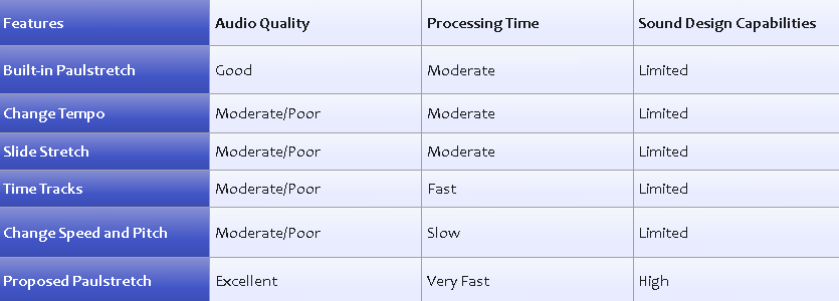 Features Audio Quality Processing Time Sound Design Capabilities
Built-in Paulstretch Good Moderate Limited
Change Tempo Moderate/Poor Moderate Limited
Slide Stretch Moderate/Poor Moderate Limited
Time Tracks Moderate/Poor Fast Limited
Change Speed and Pitch Moderate/Poor Slow Limited
Proposed Paulstretch Excellent Very Fast High